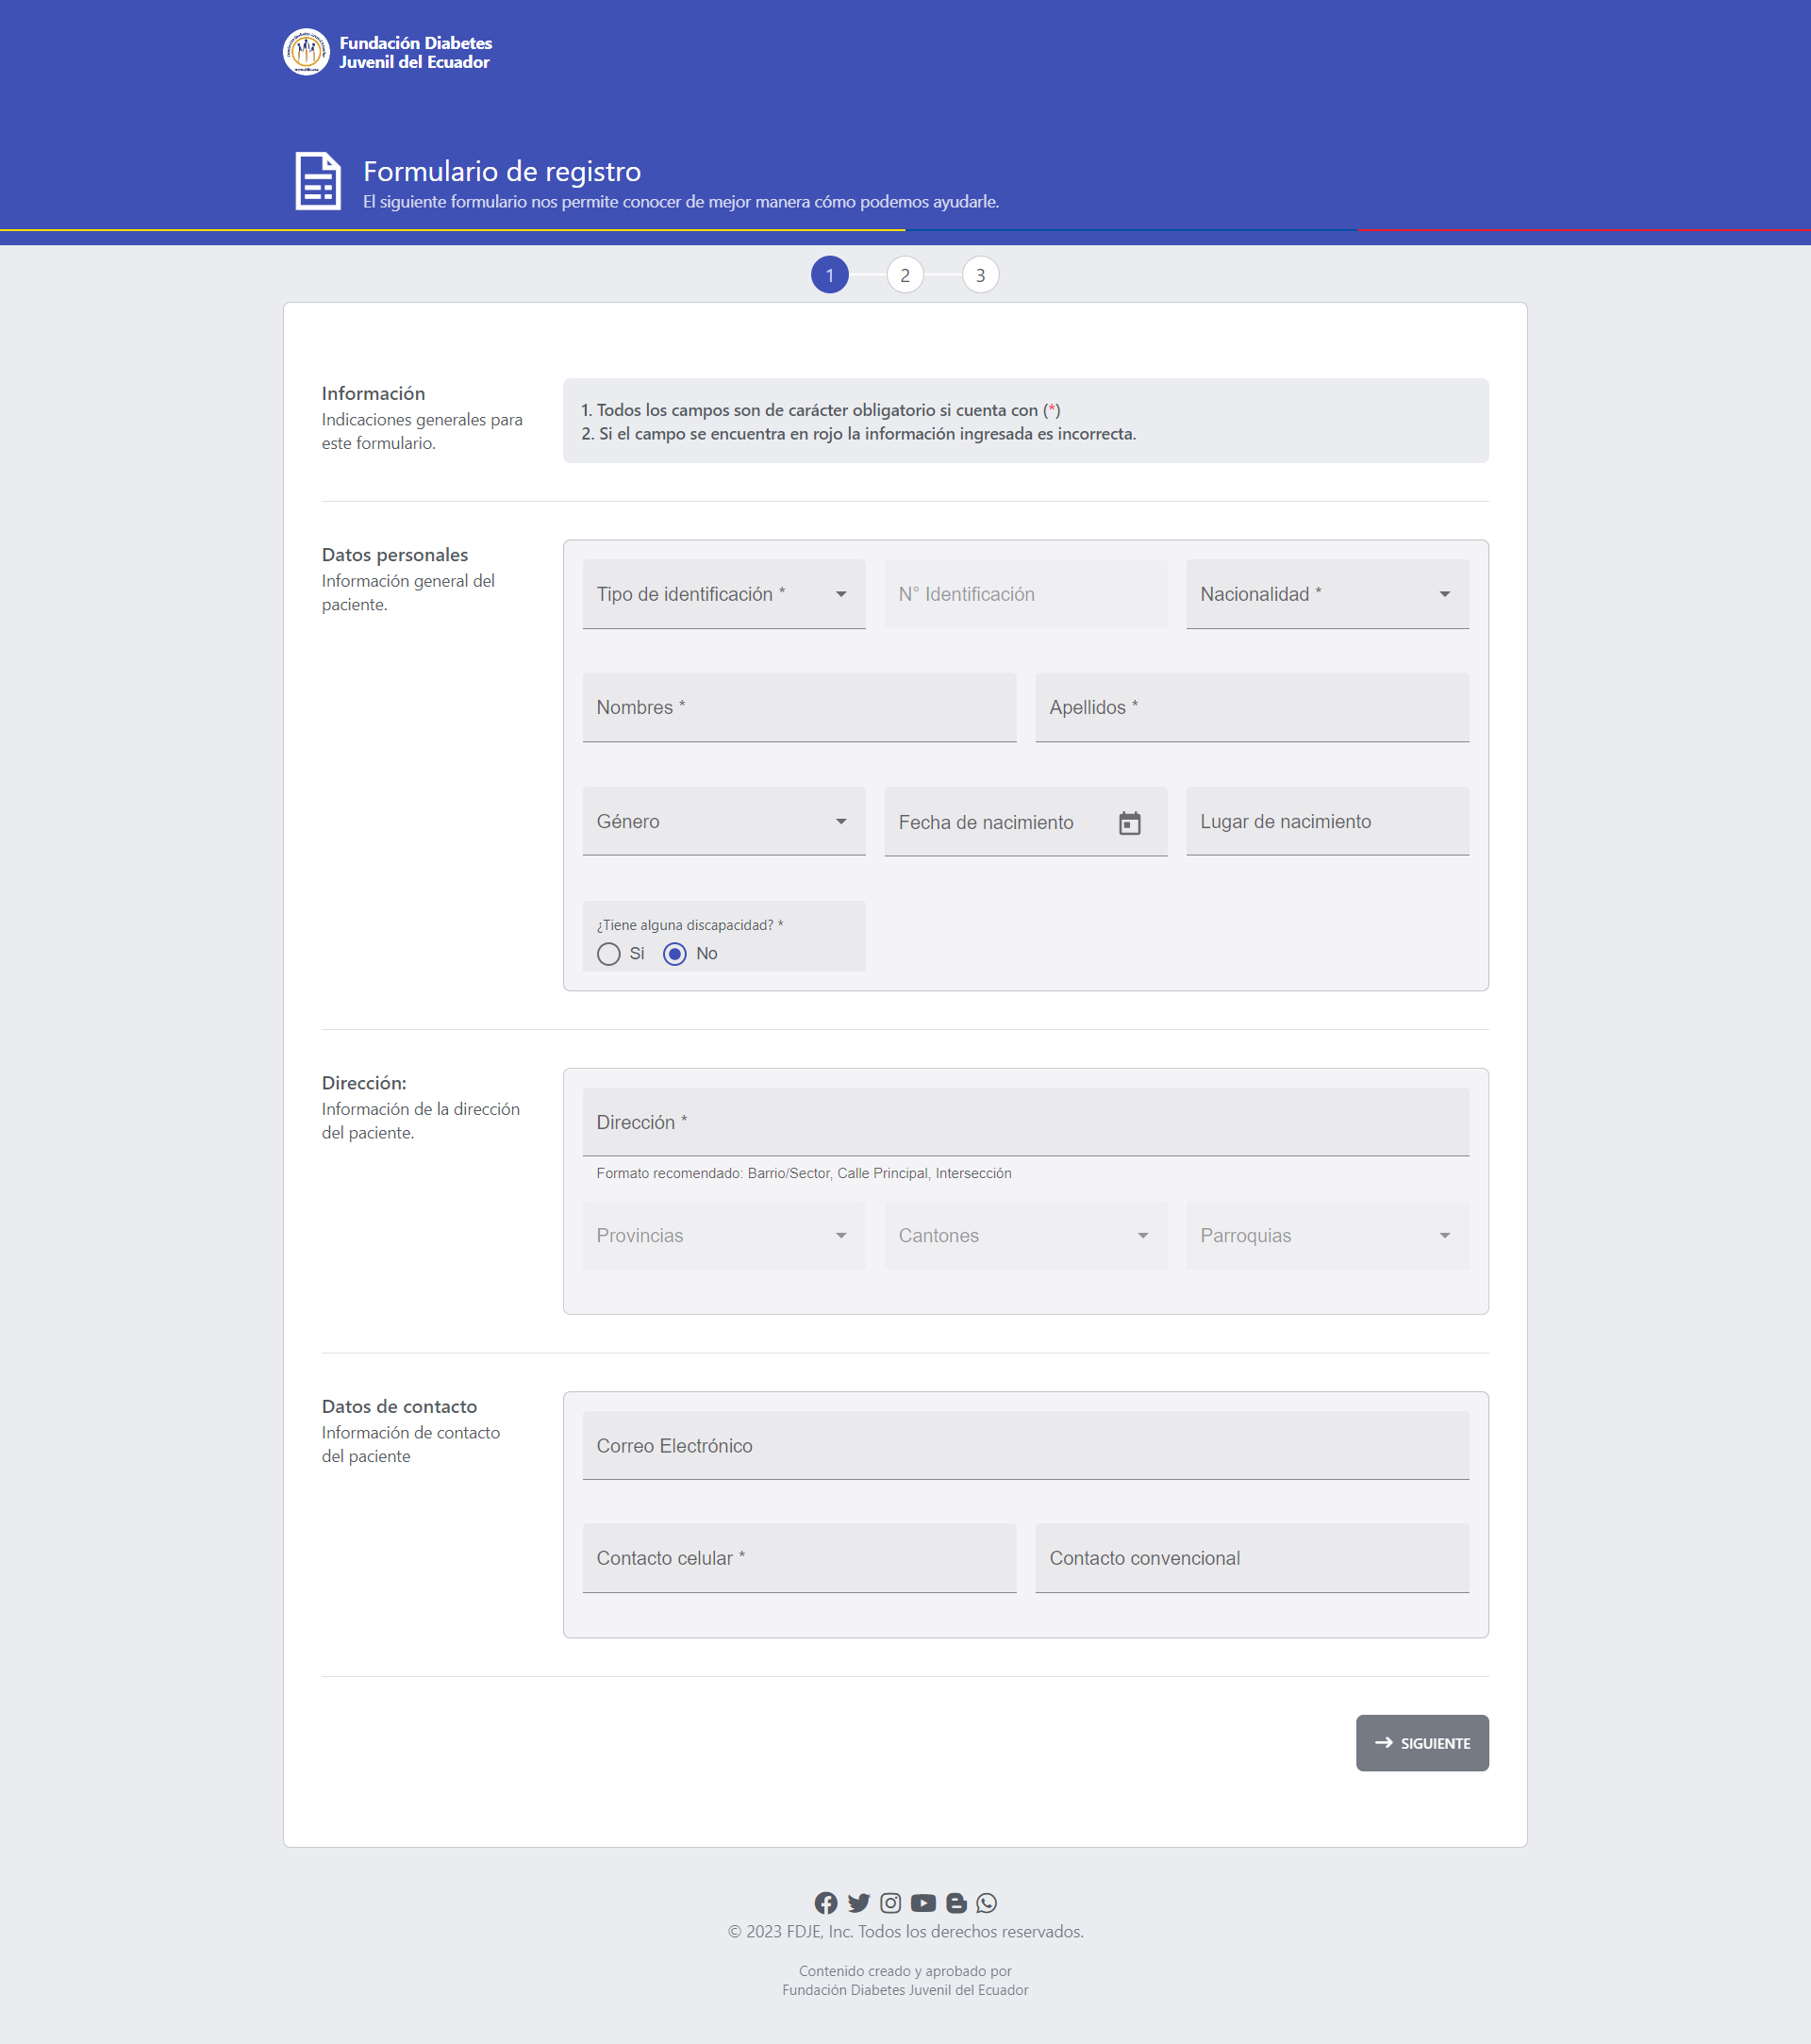 Fundación Diabetes
Juvenil del Ecuador
Formulario de registro
El siguiente formulario nos permite conocer de mejor manera cómo podemos ayudarle.
1
2
3
Información
Indicaciones generales para
este formulario.
1. Todos los campos son de carácter obligatorio si cuenta con (*)
2. Si el campo se encuentra en rojo la información ingresada es incorrecta.
Datos personales
Información general del
paciente.
Tipo de identificación *
N° Identificación
Nacionalidad *
Nombres *
Apellidos *
Género
Fecha de nacimiento
Lugar de nacimiento
¿Tiene alguna discapacidad? *
Si
No
Dirección:
Información de la dirección
del paciente.
Dirección *
Formato recomendado: Barrio/Sector, Calle Principal, Intersección
Provincias
Cantones
Parroquias
Datos de contacto
Información de contacto
del paciente
Correo Electrónico
Contacto celular *
Contacto convencional
SIGUIENTE
© 2023 FDJE, Inc. Todos los derechos reservados.
Contenido creado y aprobado por
Fundación Diabetes Juvenil del Ecuador